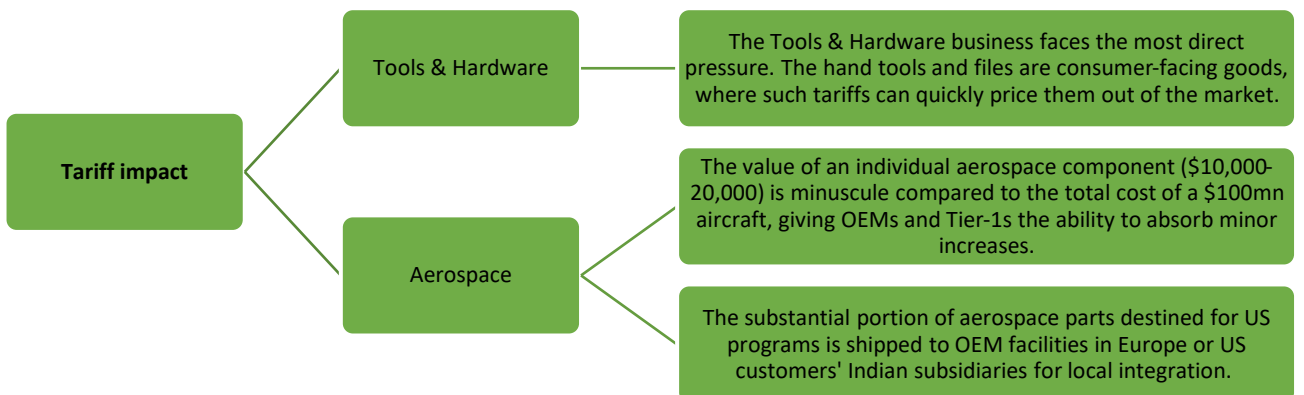 Tariff impact
Tools & Hardware
The Tools & Hardware business faces the most direct
pressure. The hand tools and files are consumer-facing goods,
where such tariffs can quickly price them out of the market.
Aerospace
The value of an individual aerospace component ($10,000-
20,000) is minuscule compared to the total cost of a $100mn
aircraft, giving OEMs and Tier-1s the ability to absorb minor
increases.
The substantial portion of aerospace parts destined for US
programs is shipped to OEM facilities in Europe or US
customers' Indian subsidiaries for local integration.